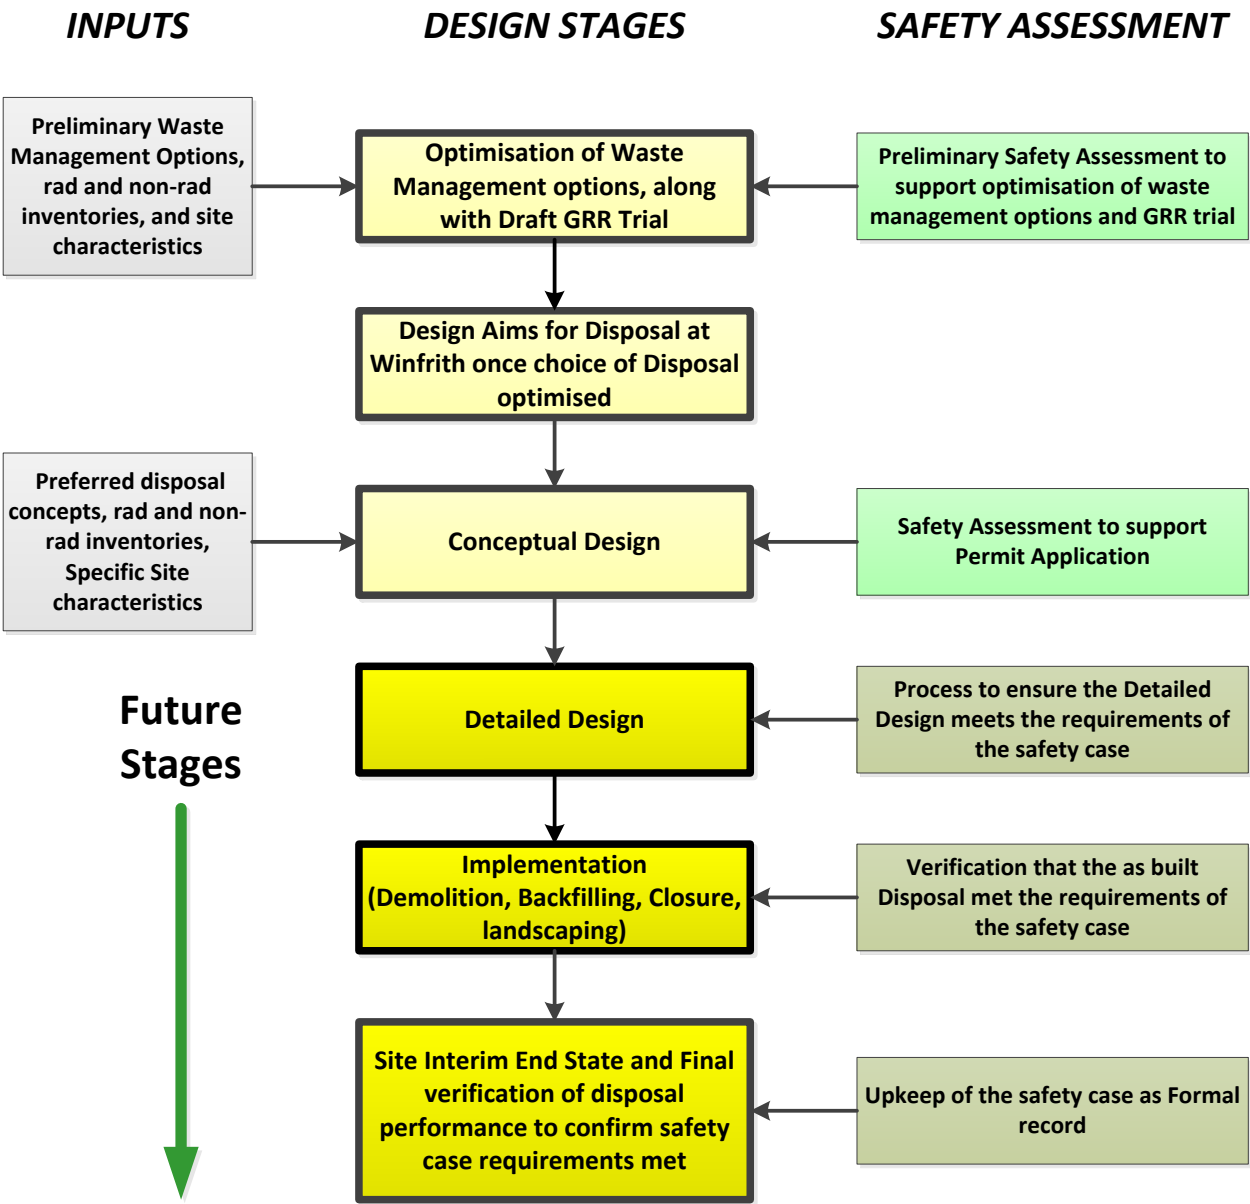 INPUTS
DESIGN STAGES
SAFETY ASSESSMENT
Preliminary Waste
Management Options,
rad and non-rad
inventories, and site
characteristics
Optimisation of Waste
Management options, along
with Draft GRR Trial
Preliminary Safety Assessment to
support optimisation of waste
management options and GRR trial
Design Aims for Disposal at
Winfrith once choice of Disposal
optimised
Preferred disposal
concepts, rad and non-
rad inventories,
Specific Site
characteristics
Conceptual Design
Safety Assessment to support
Permit Application
Future
Stages
Detailed Design
Process to ensure the Detailed
Design meets the requirements of
the safety case
Implementation
(Demolition, Backfilling, Closure,
landscaping)
Verification that the as built
Disposal met the requirements of
the safety case
Site Interim End State and Final
verification of disposal
performance to confirm safety
case requirements met
Upkeep of the safety case as Formal
record